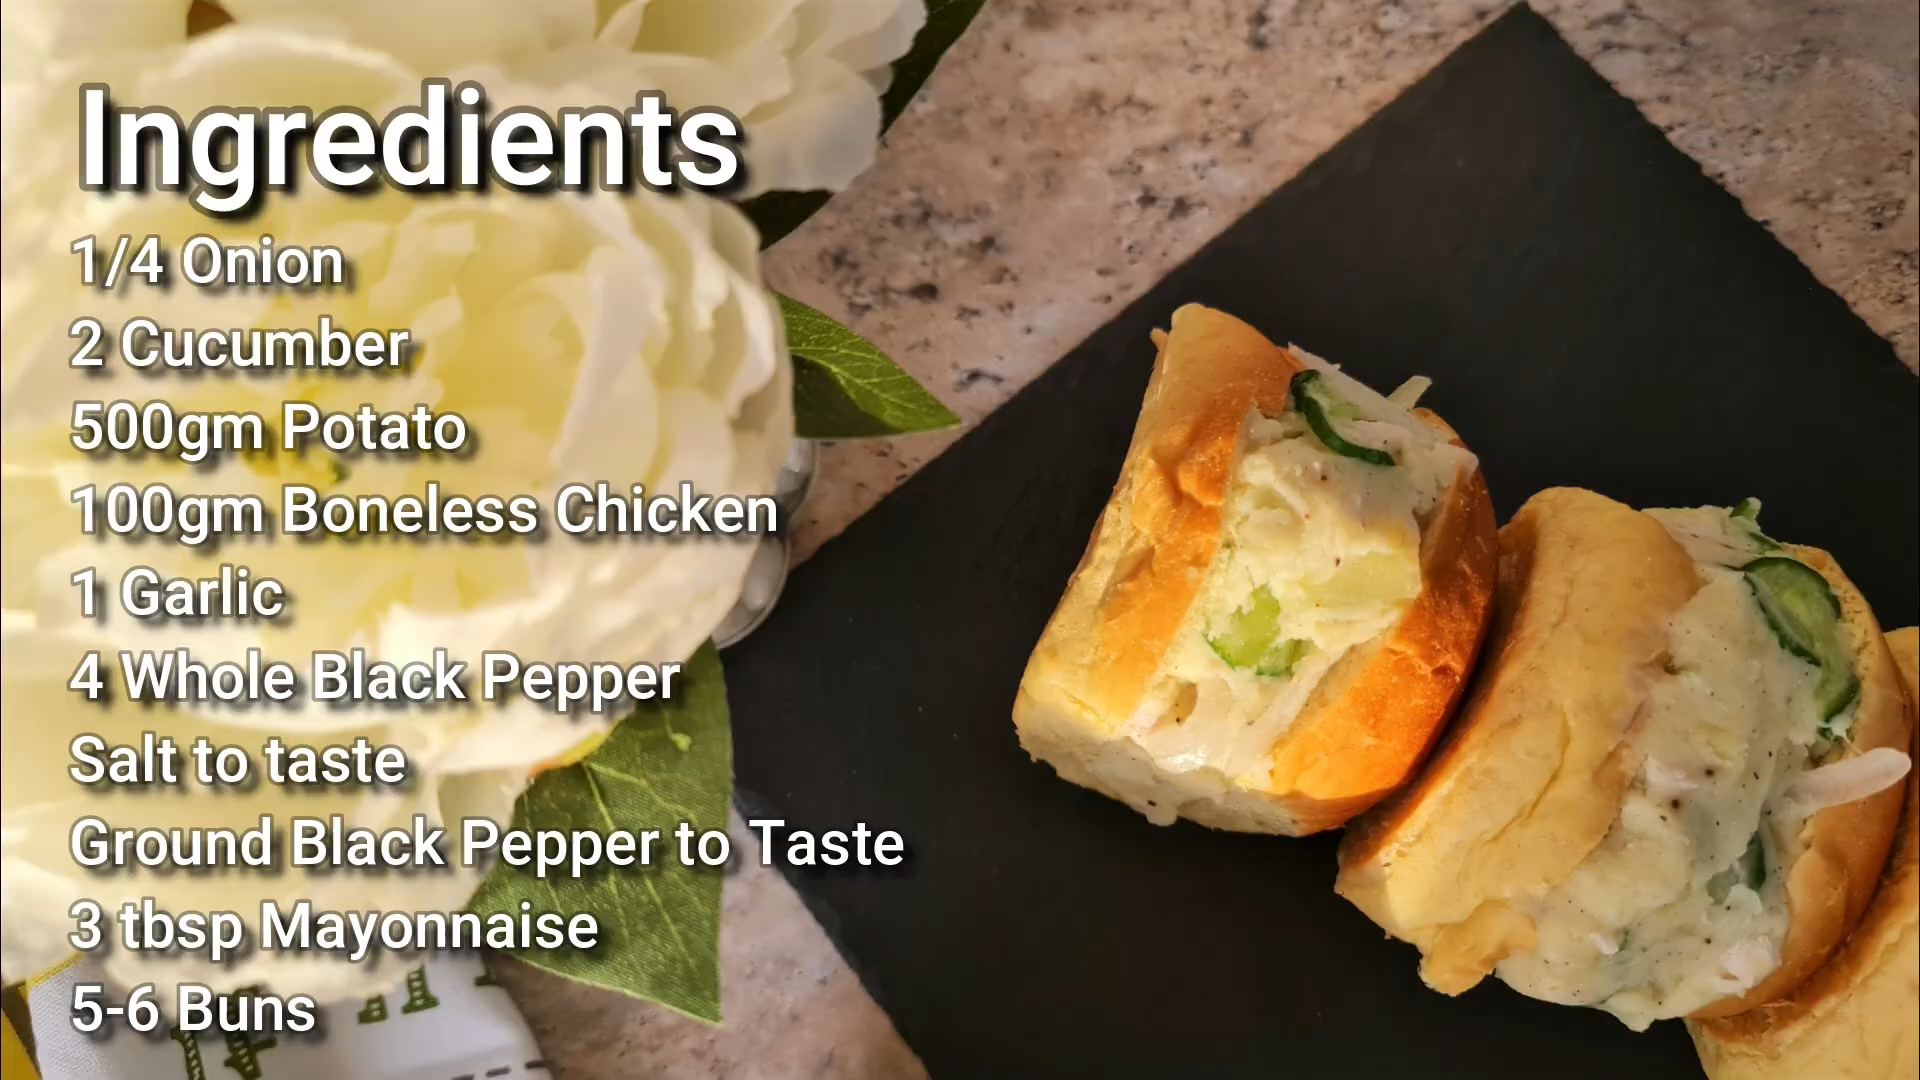 Ingredients
1/4 Onion
2 Cucumber
500gm Potato
100gm Boneless Chicken
1 Garlic
4 Whole Black Pepper
Salt to taste
Ground Black Pepper to Taste
3 tbsp Mayonnaise
5-6 Buns